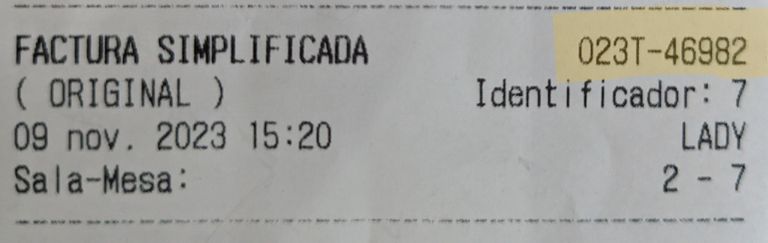 FACTURA SIMPLIFICADA 023T-46982
( ORIGINAL ) Identificador: 7
09 nov. 2023 15:20 LADY
Sala-Mesa: 2 - 7